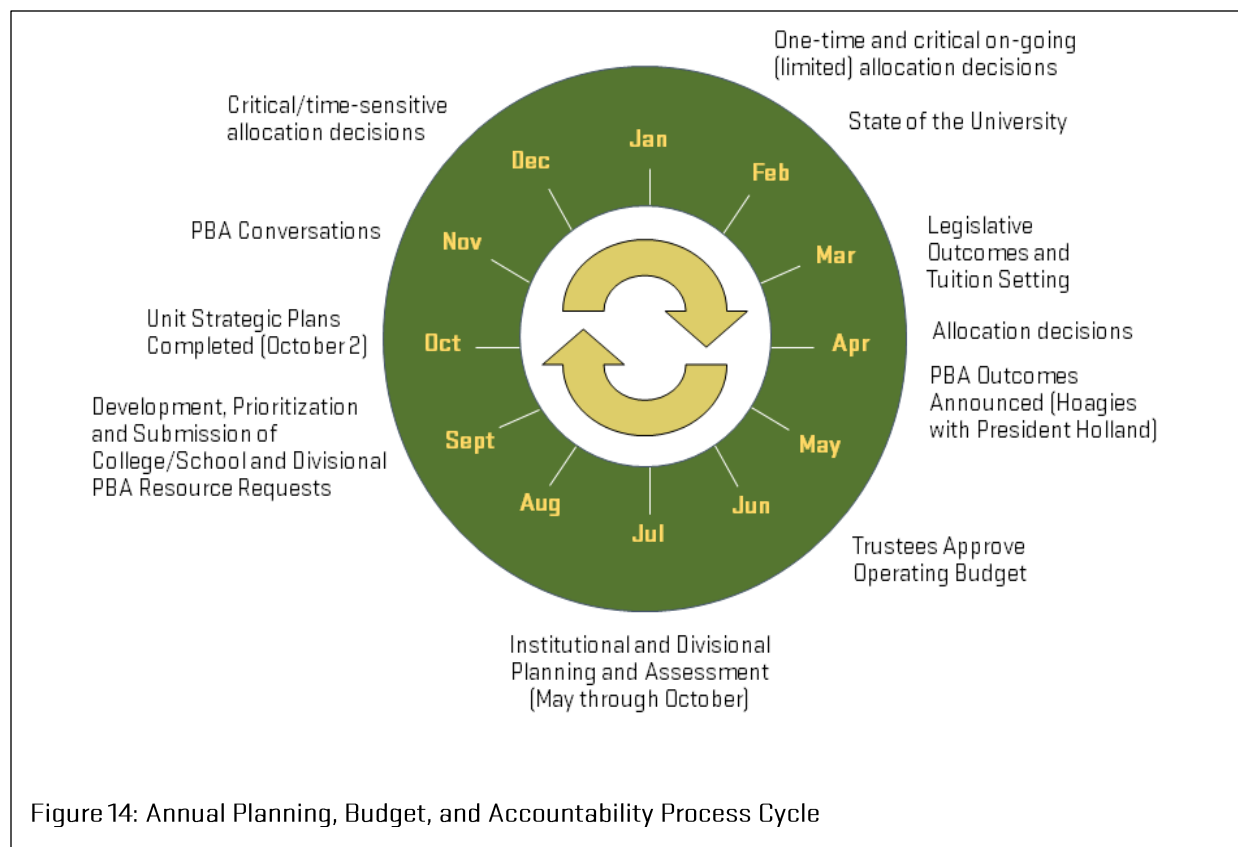 One-time and critical on-going
(limited) allocation decisions
Critical/time-sensitive
allocation decisions
State of the University
Jan
Dec
Feb
PBA Conversations
Nov
Mar
Legislative
Outcomes and
Tuition Setting
Unit Strategic Plans
Completed (October 2)
Oct
Apr
Allocation decisions
PBA Outcomes
Announced (Hoagies
with President Holland)
Development, Prioritization
and Submission of
College/School and Divisional
PBA Resource Requests
Sept
May
Aug
Jun
Jul
Trustees Approve
Operating Budget
Institutional and Divisional
Planning and Assessment
(May through October)
Figure 14: Annual Planning, Budget, and Accountability Process Cycle